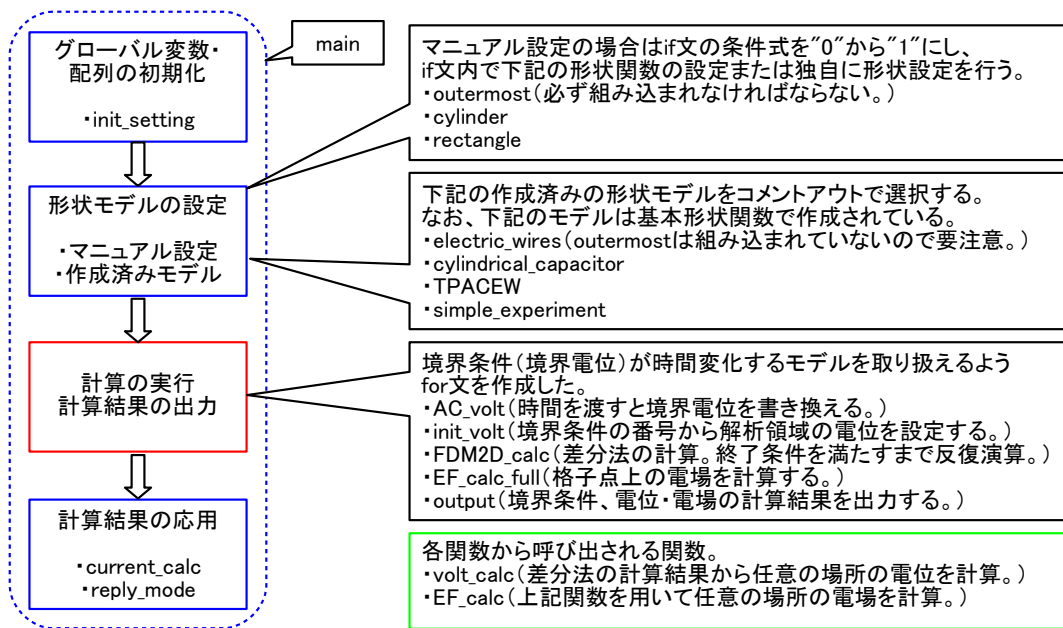 グローバル変数・
配列の初期化
・init_setting
main
形状モデルの設定
・マニュアル設定
・作成済みモデル
計算の実行
計算結果の出力
計算結果の応用
・current_calc
・reply_mode
マニュアル設定の場合はif文の条件式を"0"から"1"にし、
if文内で下記の形状関数の設定または独自に形状設定を行う。
・outermost(必ず組み込まれなければならない。)
・cylinder
・rectangle
下記の作成済みの形状モデルをコメントアウトで選択する。
なお、下記のモデルは基本形状関数で作成されている。
・electric_wires(outermostは組み込まれていないので要注意。)
・cylindrical_capacitor
・TPACEW
・simple_experiment
境界条件(境界電位)が時間変化するモデルを取り扱えるよう
for文を作成した。
・AC_volt(時間を渡すと境界電位を書き換える。)
・init_volt(境界条件の番号から解析領域の電位を設定する。)
・FDM2D_calc(差分法の計算。終了条件を満たすまで反復演算。)
・EF_calc_full(格子点上の電場を計算する。)
・output(境界条件、電位・電場の計算結果を出力する。)
各関数から呼び出される関数。
・volt_calc(差分法の計算結果から任意の場所の電位を計算。)
・EF_calc(上記関数を用いて任意の場所の電場を計算。)